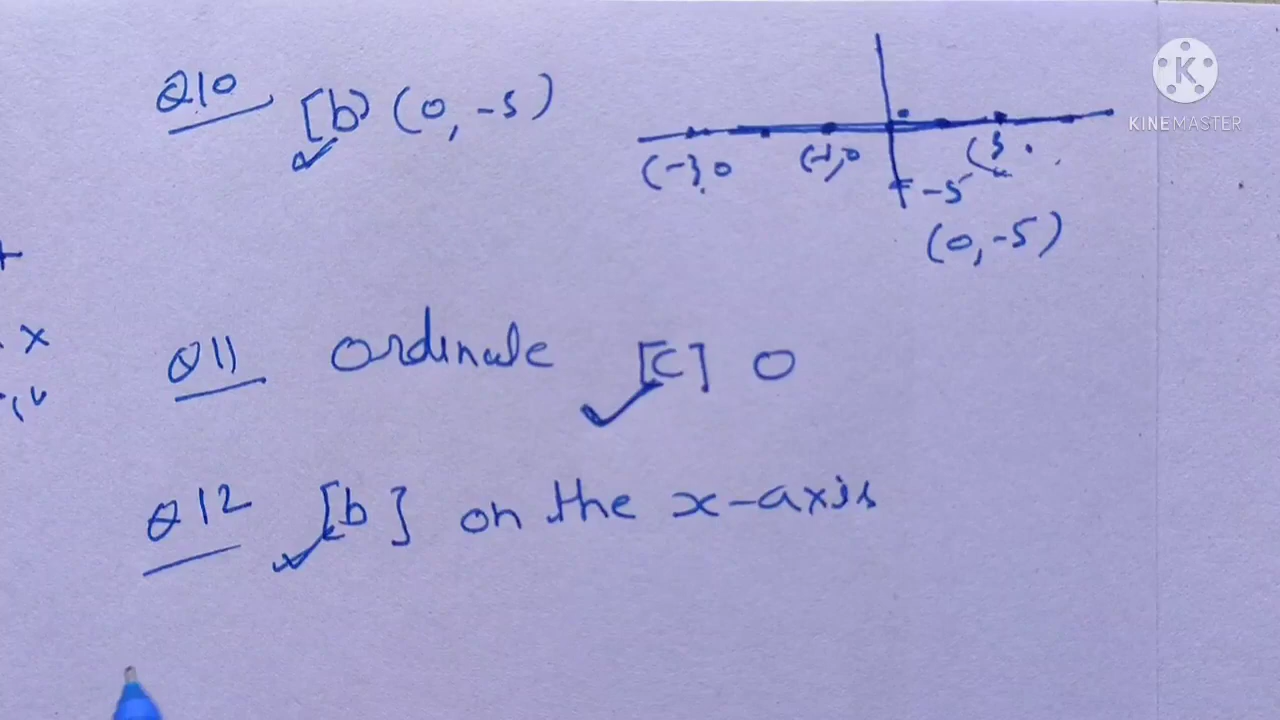 Q10 [b) (0, -5)
KINEMASTER
(-3,0 (-1,0 (3
-5
(0, -5)
x
Q11 ordinate [c] 0
Q12 [b] on the x-axis